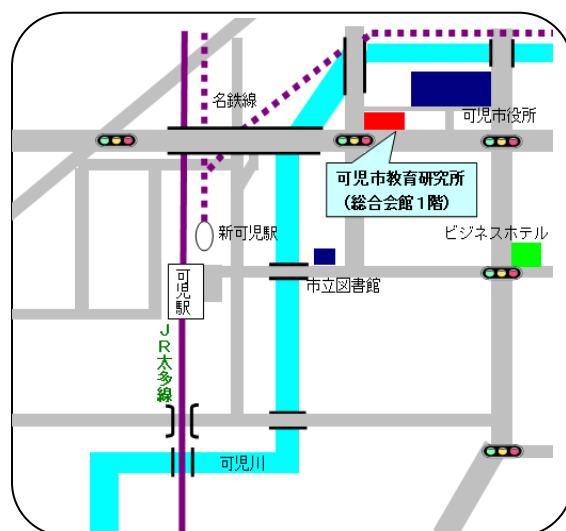 名鉄線
可児市役所
可児市教育研究所
(総合会館1階)
新可児駅
ビジネスホテル
可児駅
市立図書館
JR太多線
可児川